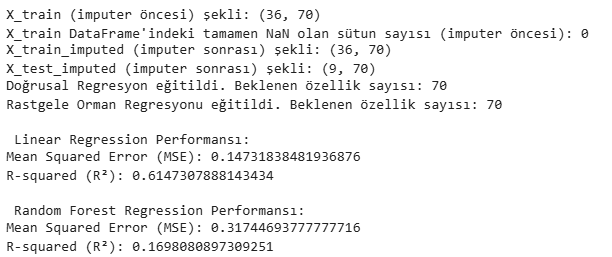 X_train (imputer öncesi) şekli: (36, 70)
X_train DataFrame'indeki tamamen NaN olan sütun sayısı (imputer öncesi): 0
X_train_imputed (imputer sonrası) şekli: (36, 70)
X_test_imputed (imputer sonrası) şekli: (9, 70)
Doğrusal Regresyon eğitildi. Beklenen özellik sayısı: 70
Rastgele Orman Regresyonu eğitildi. Beklenen özellik sayısı: 70
Linear Regression Performansı:
Mean Squared Error (MSE): 0.14731838481936876
R-squared (R²): 0.6147307888143434
Random Forest Regression Performansı:
Mean Squared Error (MSE): 0.31744693777777716
R-squared (R²): 0.1698080897309251